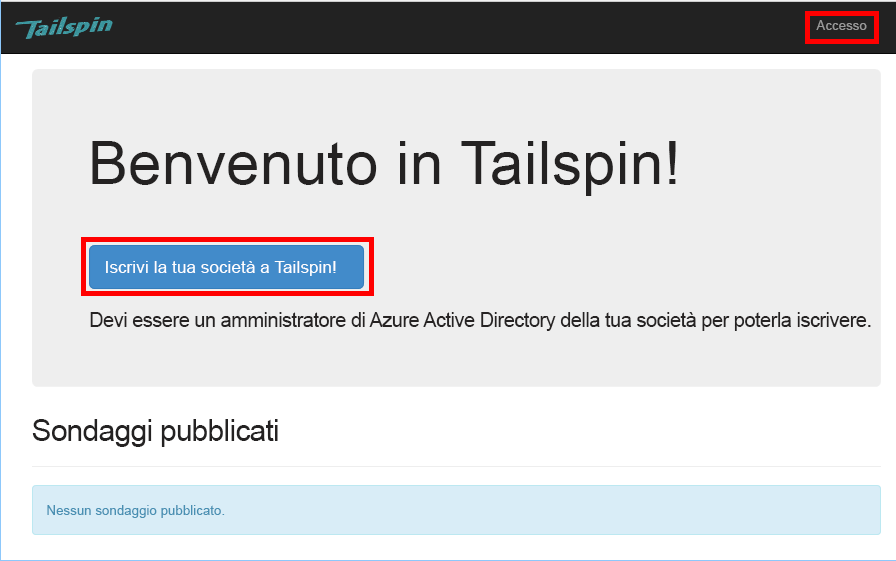 Tailspin
Accesso
Benvenuto in Tailspin!
Iscrivi la tua società a Tailspin!
Devi essere un amministratore di Azure Active Directory della tua società per poterla iscrivere.
Sondaggi pubblicati
Nessun sondaggio pubblicato.